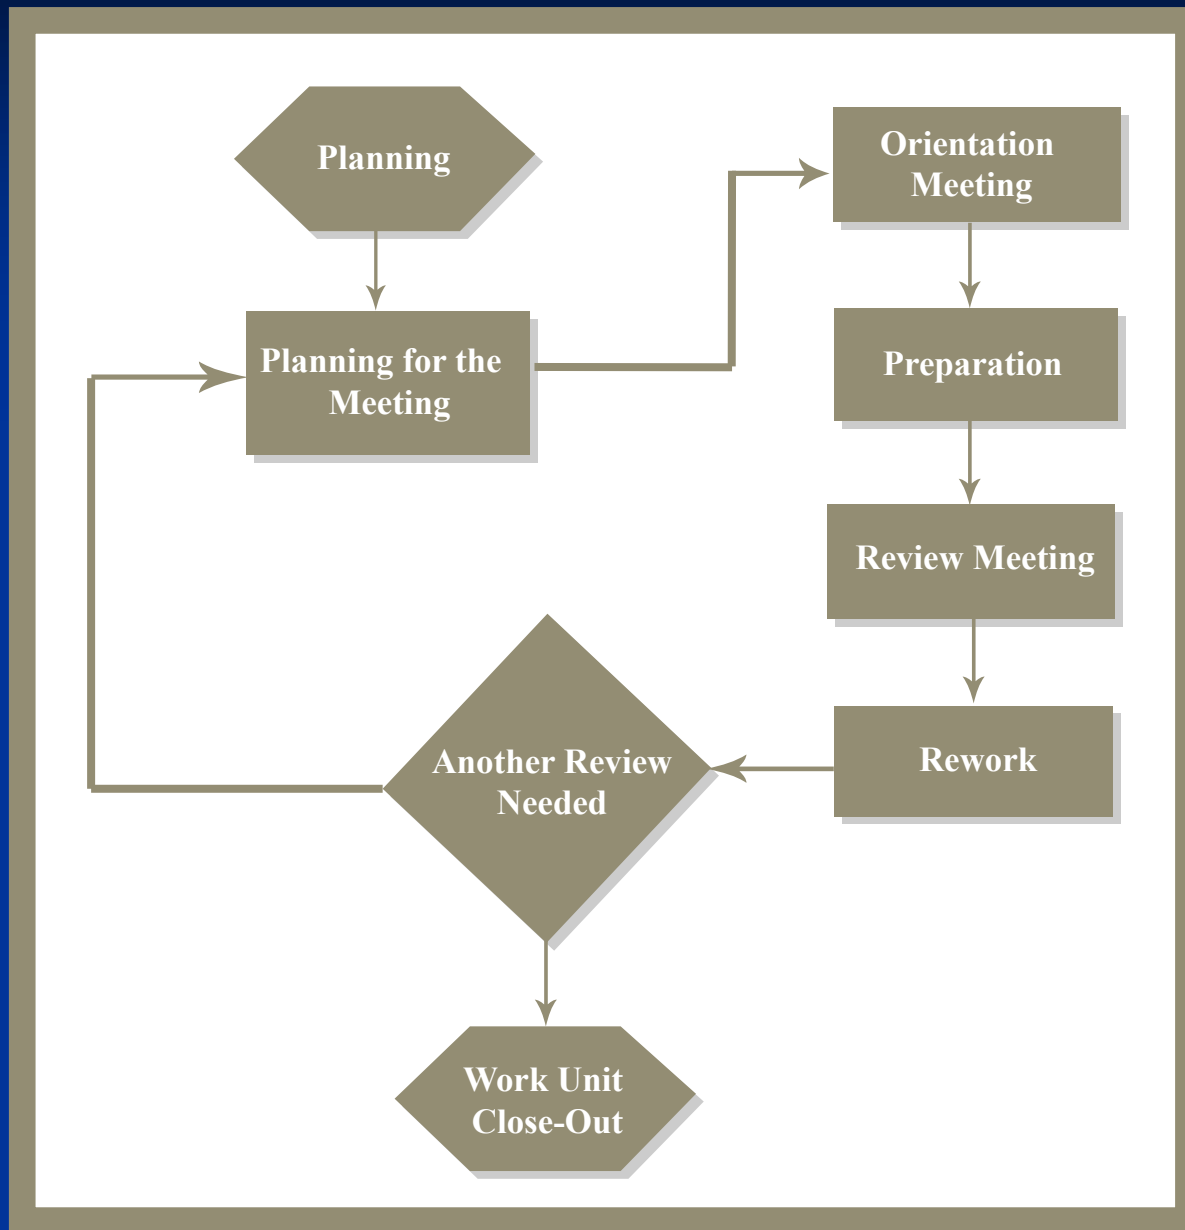 Planning
Planning for the
Meeting
Orientation
Meeting
Preparation
Review Meeting
Rework
Another Review
Needed
Work Unit
Close-Out